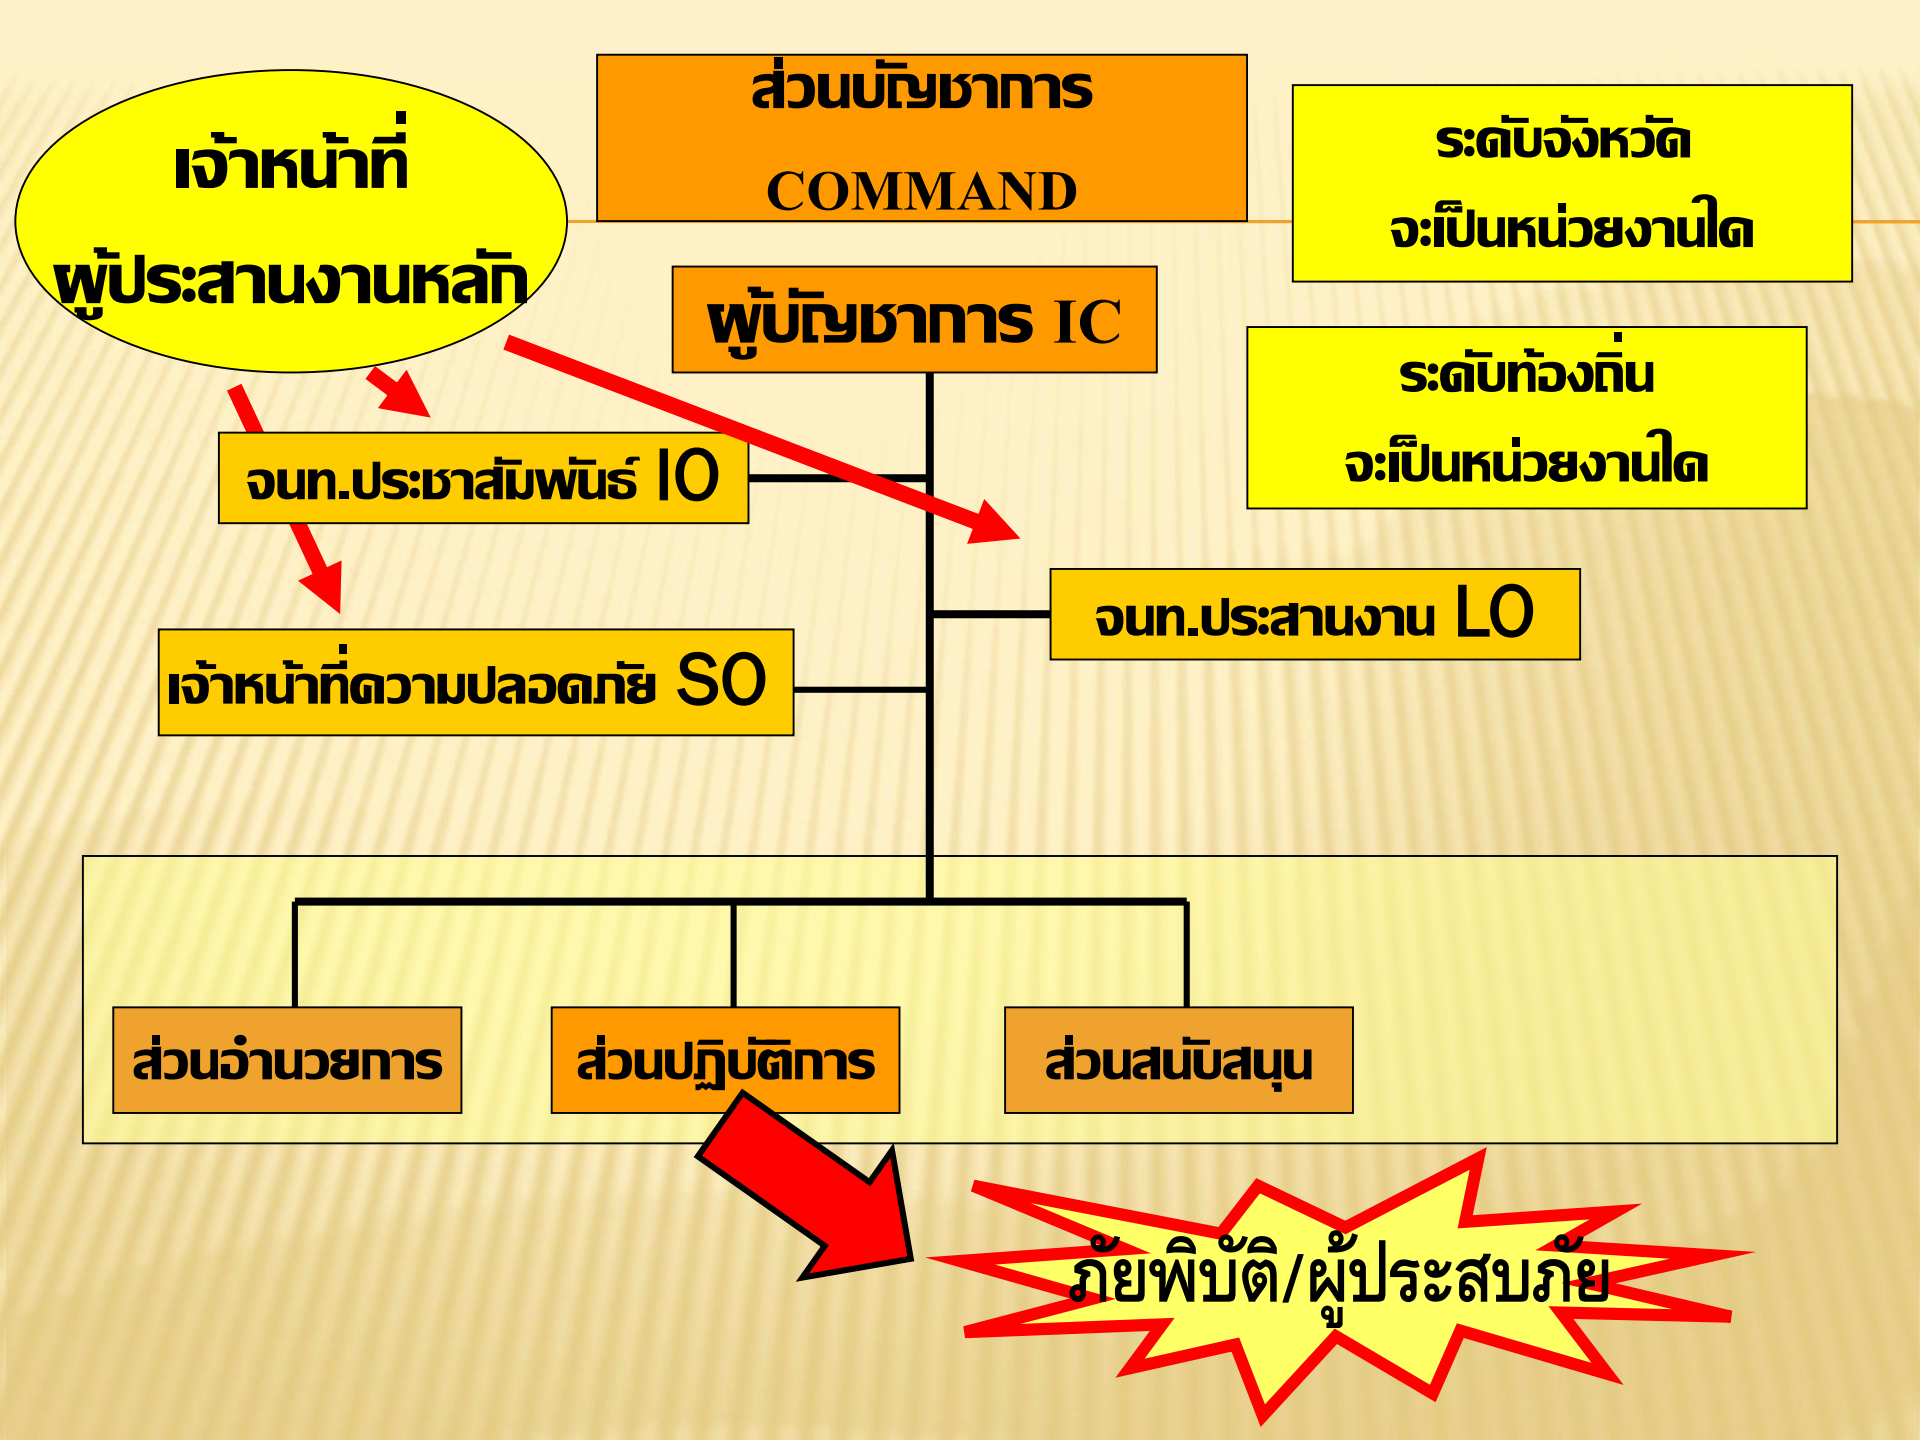 ส่วนบัญชาการ
COMMAND
เจ้าหน้าที่
ผู้ประสานงานหลัก
ระดับจังหวัด
จะเป็นหน่วยงานใด
ผู้บัญชาการ IC
ระดับท้องถิ่น
จะเป็นหน่วยงานใด
จนท.ประชาสัมพันธ์ IO
จนท.ประสานงาน LO
เจ้าหน้าที่ความปลอดภัย SO
ส่วนอำนวยการ
ส่วนปฏิบัติการ
ส่วนสนับสนุน
ภัยพิบัติ/ผู้ประสบภัย